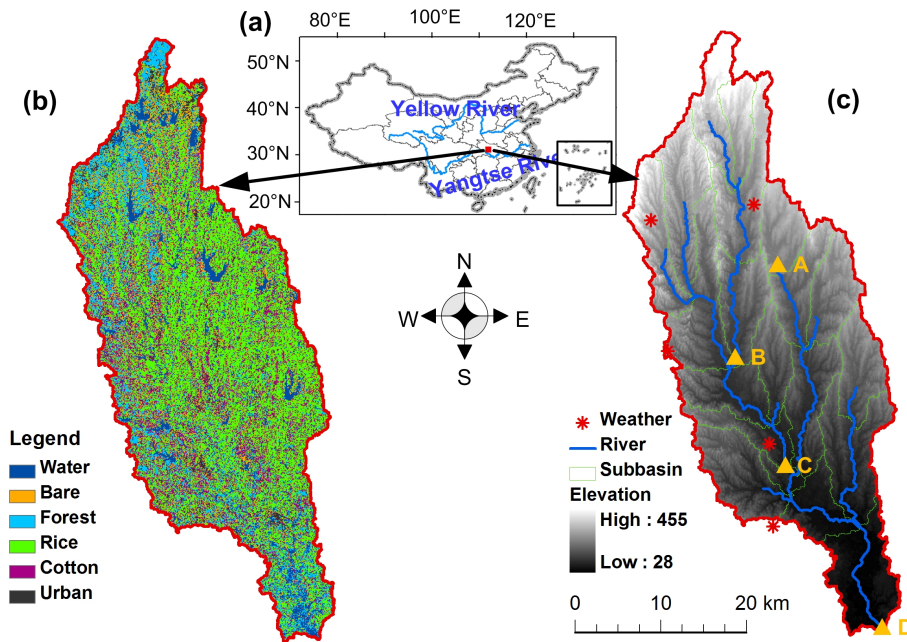 (a)
80°E 100°E 120°E
50°N
40°N
30°N
20°N
Yellow River
Yangtse Rive
(b)
(c)
N
W E
S
A
B
C
D
Legend
Water
Bare
Forest
Rice
Cotton
Urban
Weather
River
Subbasin
Elevation
High : 455
Low : 28
0 10 20 km